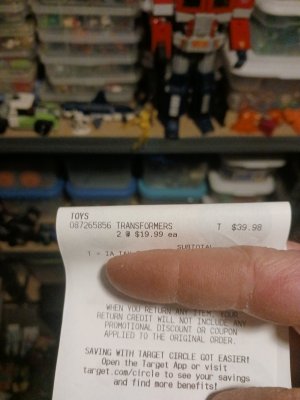 TOYS
087265856 TRANSFORMERS T $39.98
2 @ $19.99 ea
SUBTOTAL
T = IA TAX
WHEN YOU RETURN ANY ITEM, YOUR
RETURN CREDIT WILL NOT INCLUDE ANY
PROMOTIONAL DISCOUNT OR COUPON
APPLIED TO THE ORIGINAL ORDER.
SAVING WITH TARGET CIRCLE GOT EASIER!
Open the Target App or visit
target.com/circle to see your savings
and find more benefits!